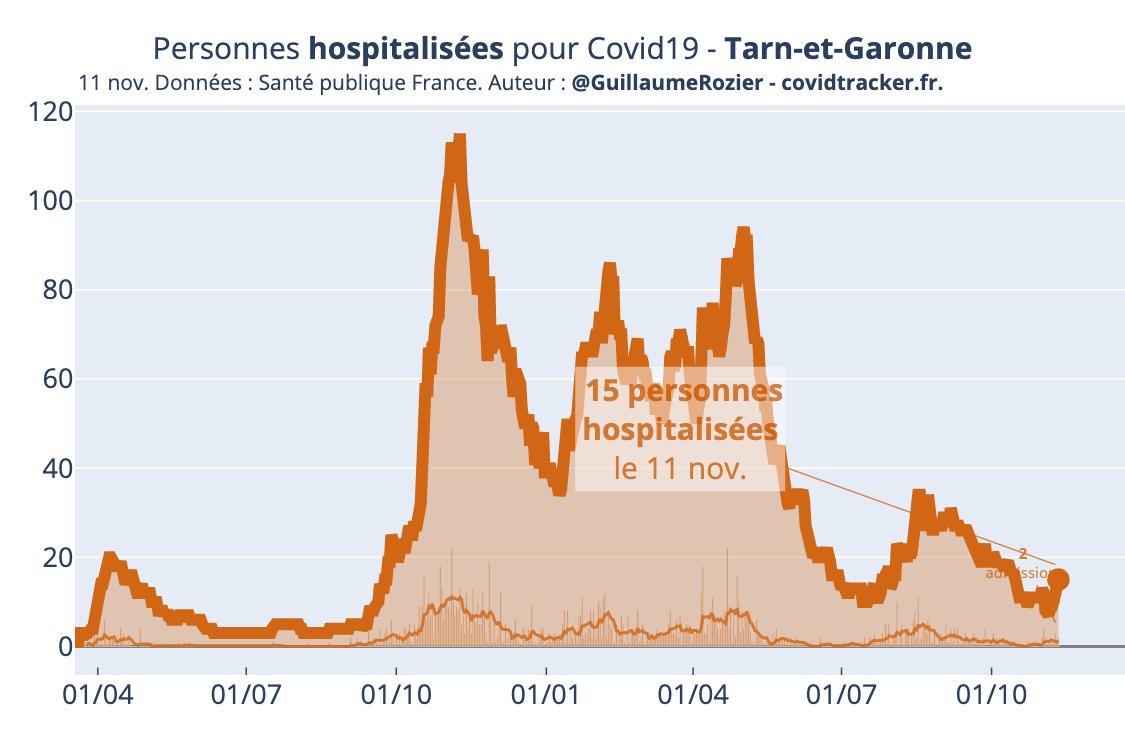 Personnes hospitalisées pour Covid19 - Tarn-et-Garonne
11 nov. Données : Santé publique France. Auteur : @GuillaumeRozier - covidtracker.fr.
120
100
80
60
40
20
0
15 personnes
hospitalisées
le 11 nov.
2
01/04 01/07 01/10 01/01 01/04 01/07 01/10